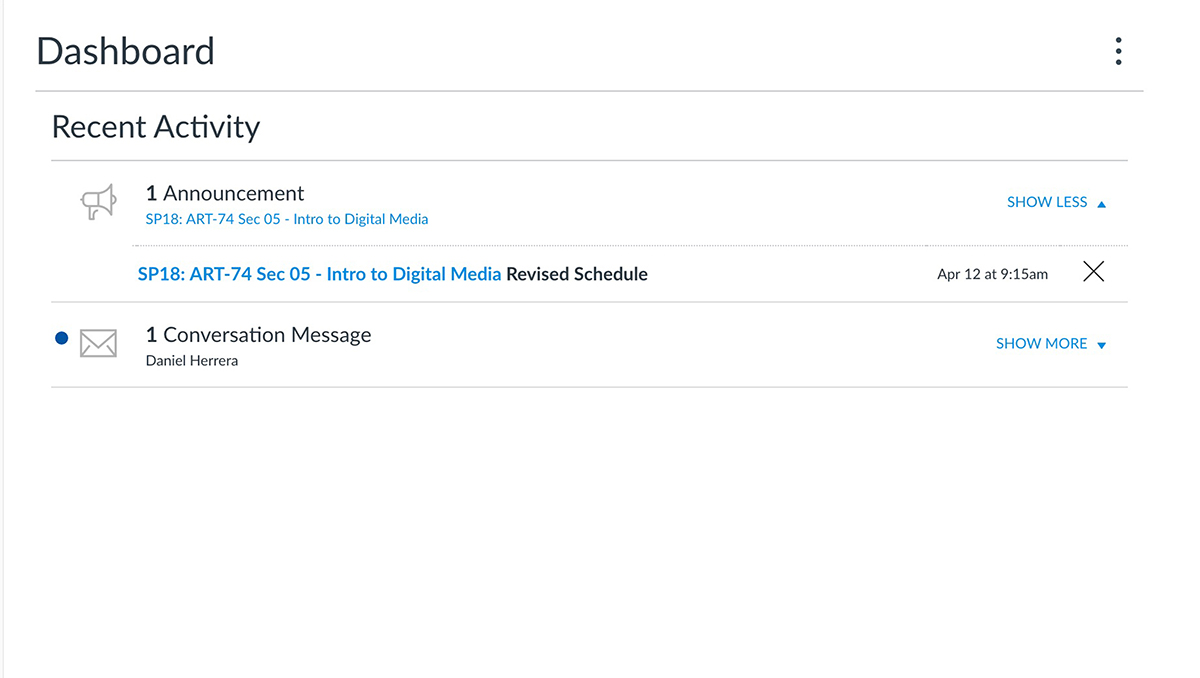 Dashboard
Recent Activity
1 Announcement
SHOW LESS
SP18: ART-74 Sec 05 - Intro to Digital Media
SP18: ART-74 Sec 05 - Intro to Digital Media Revised Schedule Apr 12 at 9:15am
1 Conversation Message
SHOW MORE
Daniel Herrera